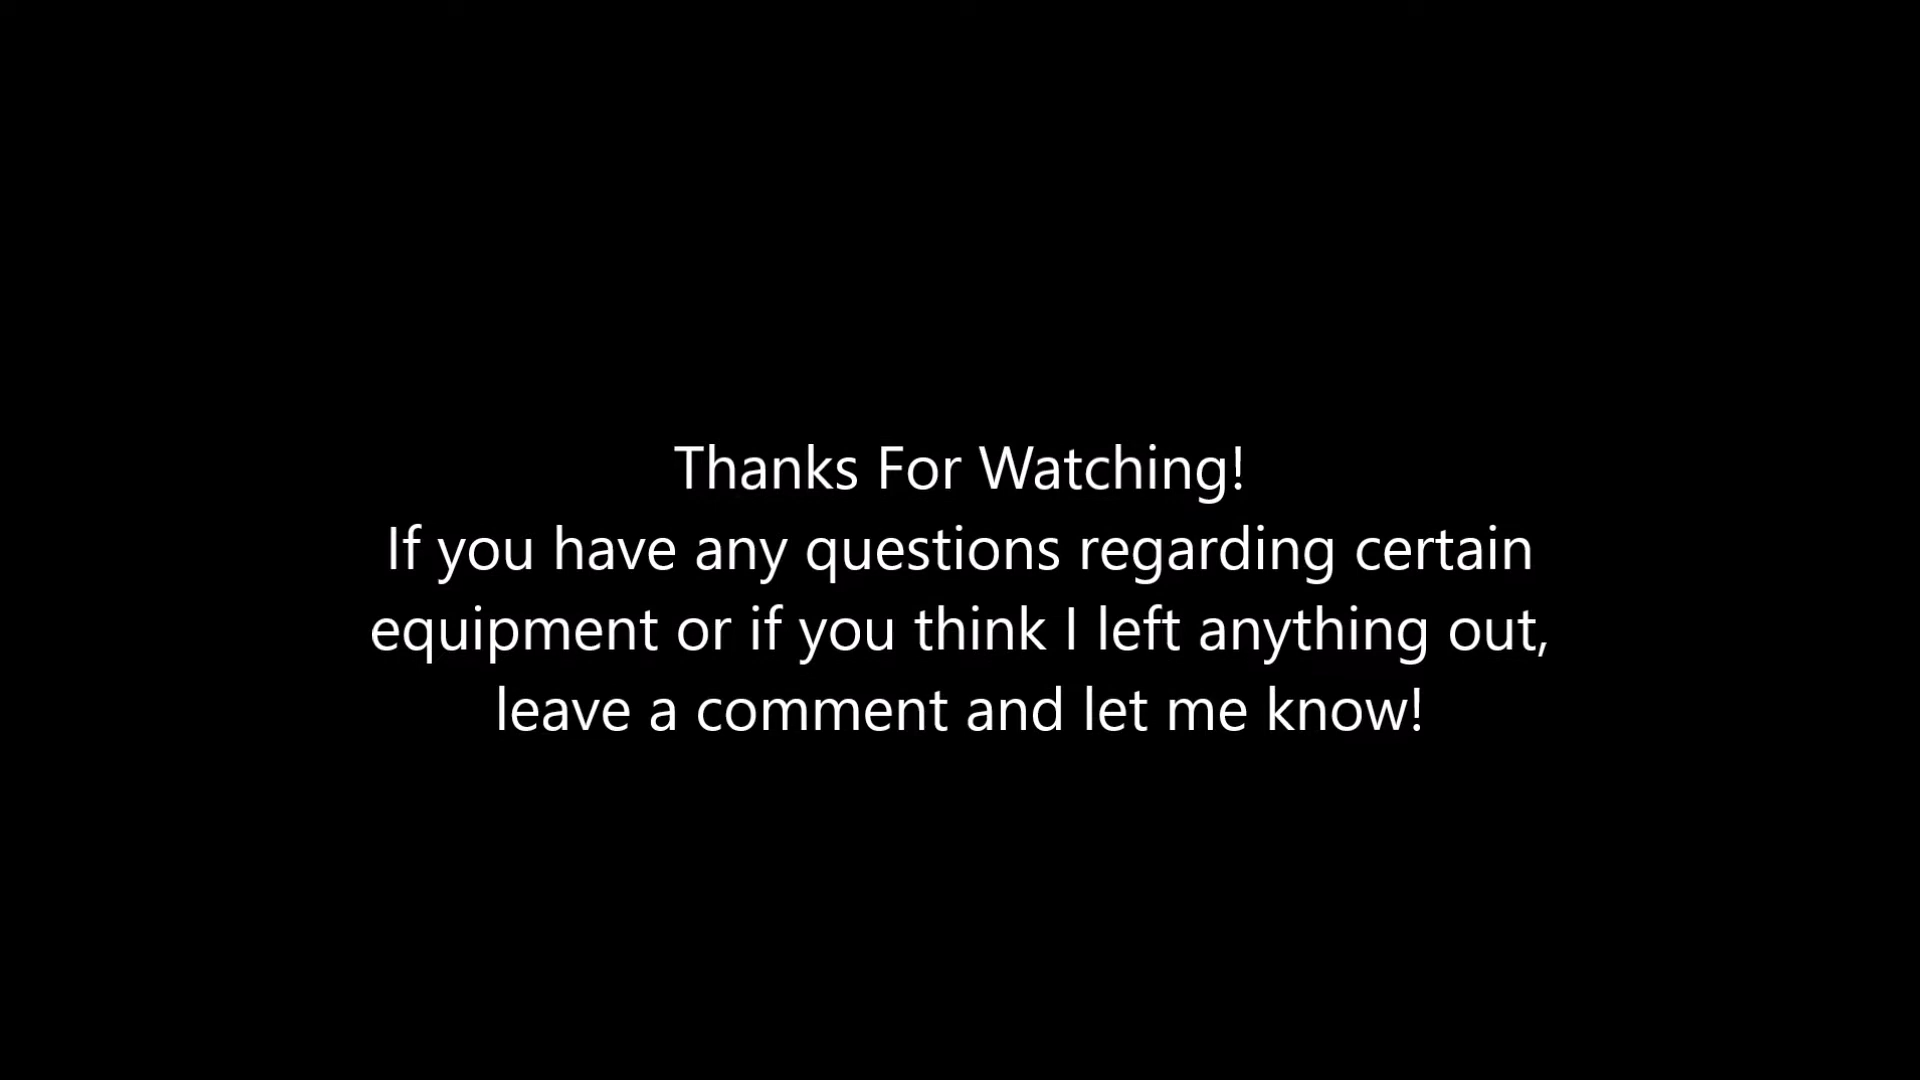 Thanks For Watching!
If you have any questions regarding certain
equipment or if you think I left anything out,
leave a comment and let me know!